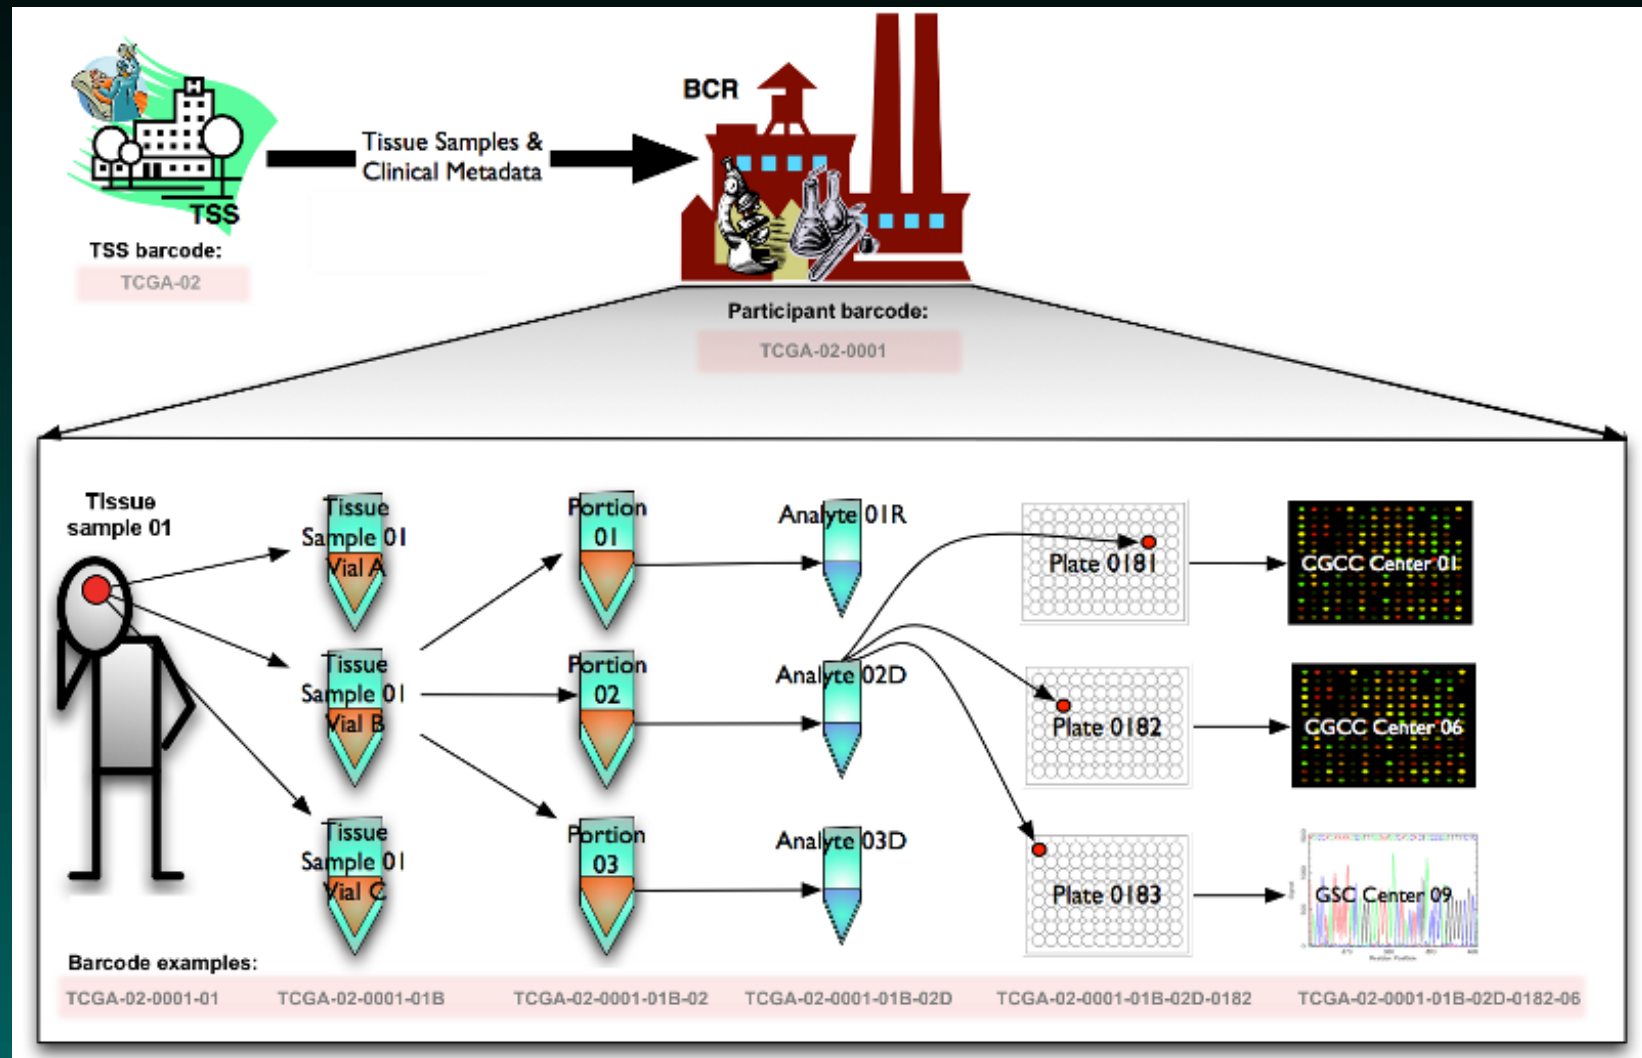 BCR
Tissue Samples &
Clinical Metadata
TSS
TSS barcode:
TCGA-02
Participant barcode:
TCGA-02-0001
Tissue
sample 01
Tissue
Sample 01
Vial A
Portion
01
Analyte 01R
Plate 0181
CGCC Center 01
Tissue
Sample 01
Vial B
Portion
02
Analyte 02D
Plate 0182
CGCC Center 06
Tissue
Sample 01
Vial C
Portion
03
Analyte 03D
Plate 0183
GSC Center 09
Barcode examples:
TCGA-02-0001-01 TCGA-02-0001-01B TCGA-02-0001-01B-02 TCGA-02-0001-01B-02D TCGA-02-0001-01B-02D-0182 TCGA-02-0001-01B-02D-0182-06